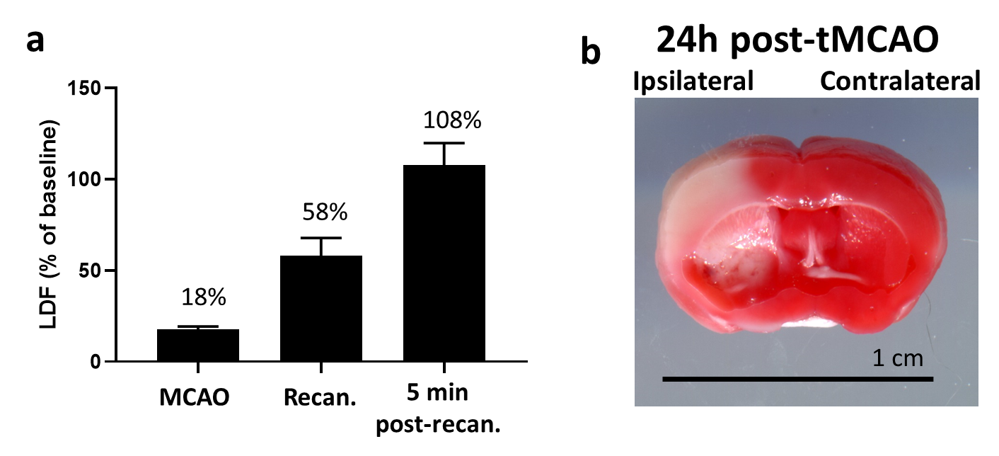 a
LDF (% of baseline)
150
100
50
0
18%
58%
108%
MCAO
Recan.
5 min
post-recan.
b
24h post-tMCAO
Ipsilateral Contralateral
1 cm